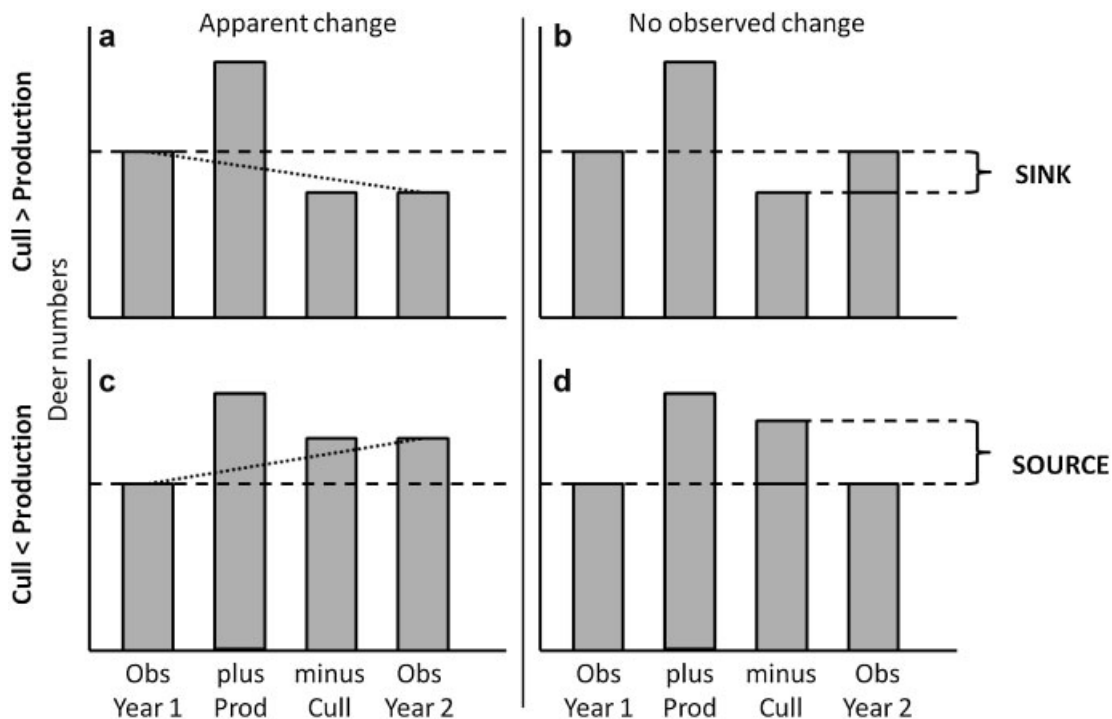 a
Apparent change
b
No observed change
Cull > Production
SINK
Deer numbers
c
d
Cull < Production
SOURCE
Obs plus minus Obs
Year 1 Prod Cull Year 2
Obs plus minus Obs
Year 1 Prod Cull Year 2